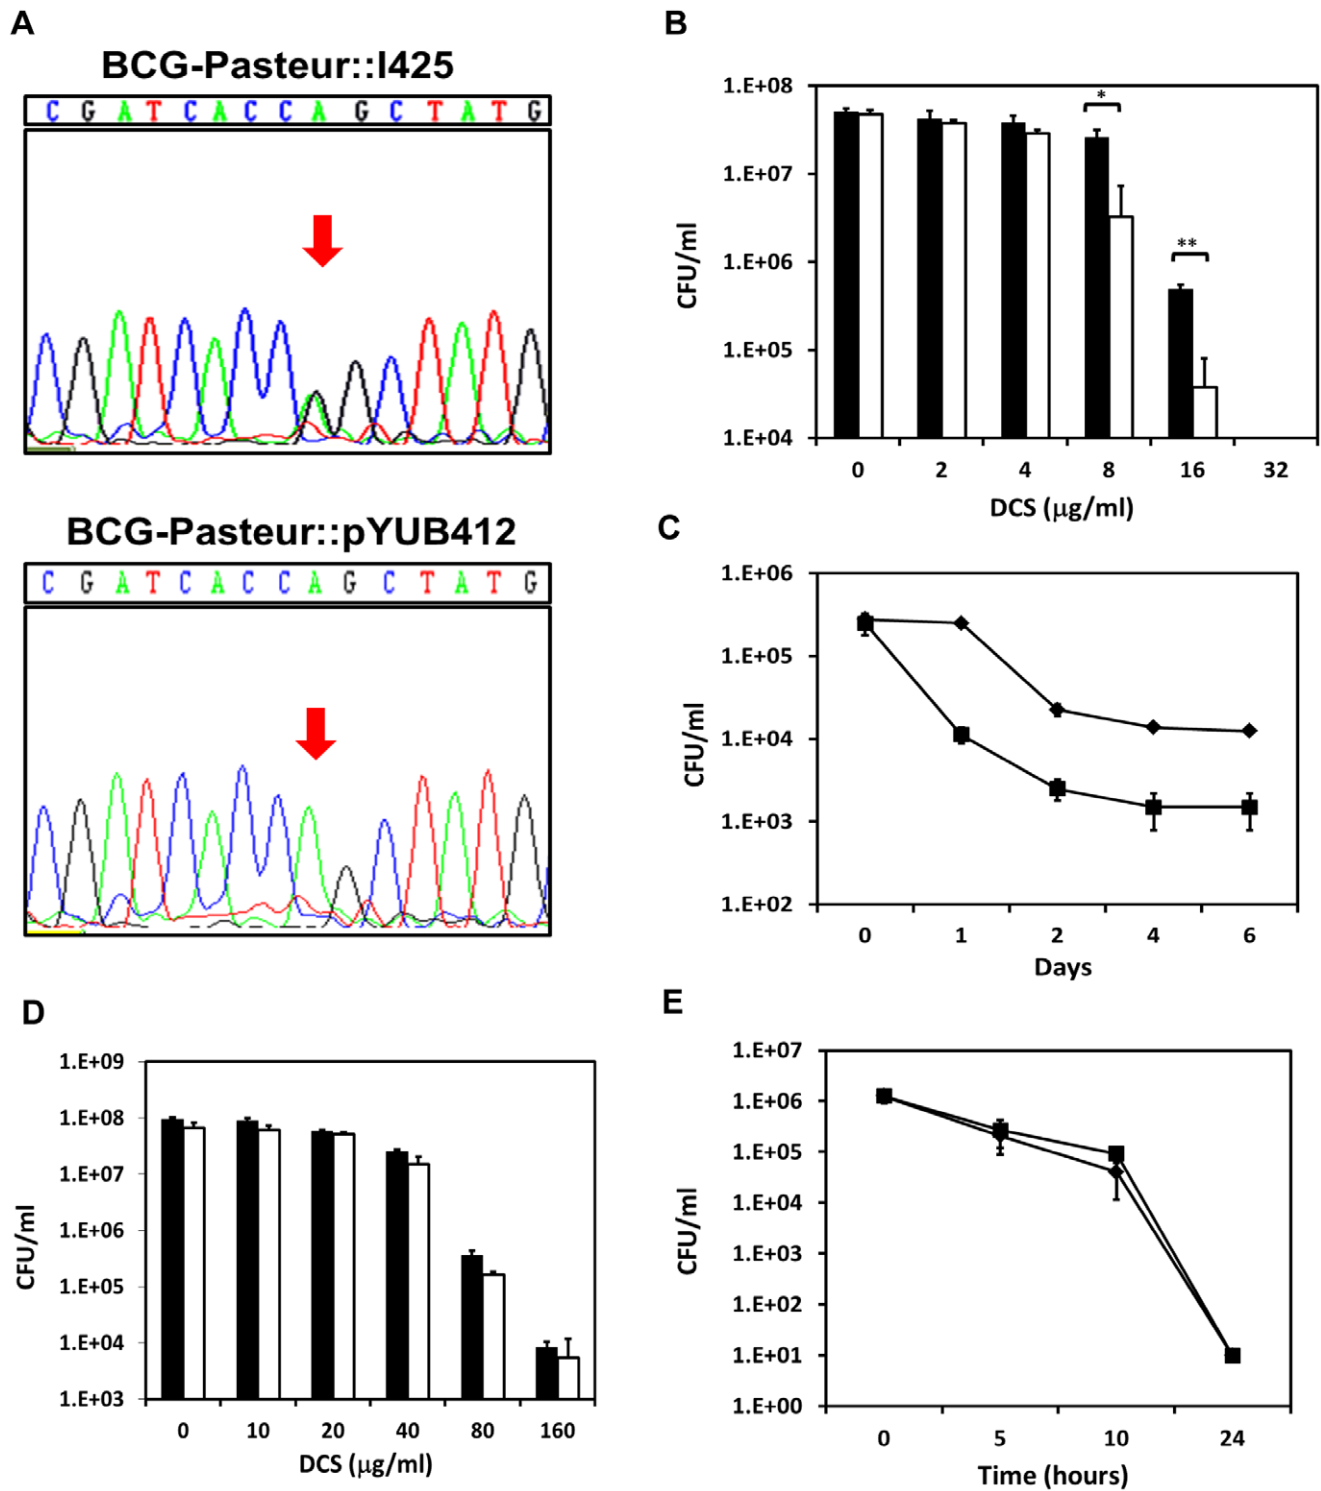 A
BCG-Pasteur::I425
C G A T C A C C A G C T A T G
BCG-Pasteur::pYUB412
C G A T C A C C A G C T A T G
B
1.E+08
1.E+07
1.E+06
1.E+05
1.E+04
CFU/ml
*
**
0 2 4 8 16 32
DCS (μg/ml)
C
1.E+06
1.E+05
1.E+04
1.E+03
1.E+02
CFU/ml
0 1 2 4 6
Days
D
1.E+09
1.E+08
1.E+07
1.E+06
1.E+05
1.E+04
1.E+03
CFU/ml
0 10 20 40 80 160
DCS (μg/ml)
E
1.E+07
1.E+06
1.E+05
1.E+04
1.E+03
1.E+02
1.E+01
1.E+00
CFU/ml
0 5 10 24
Time (hours)